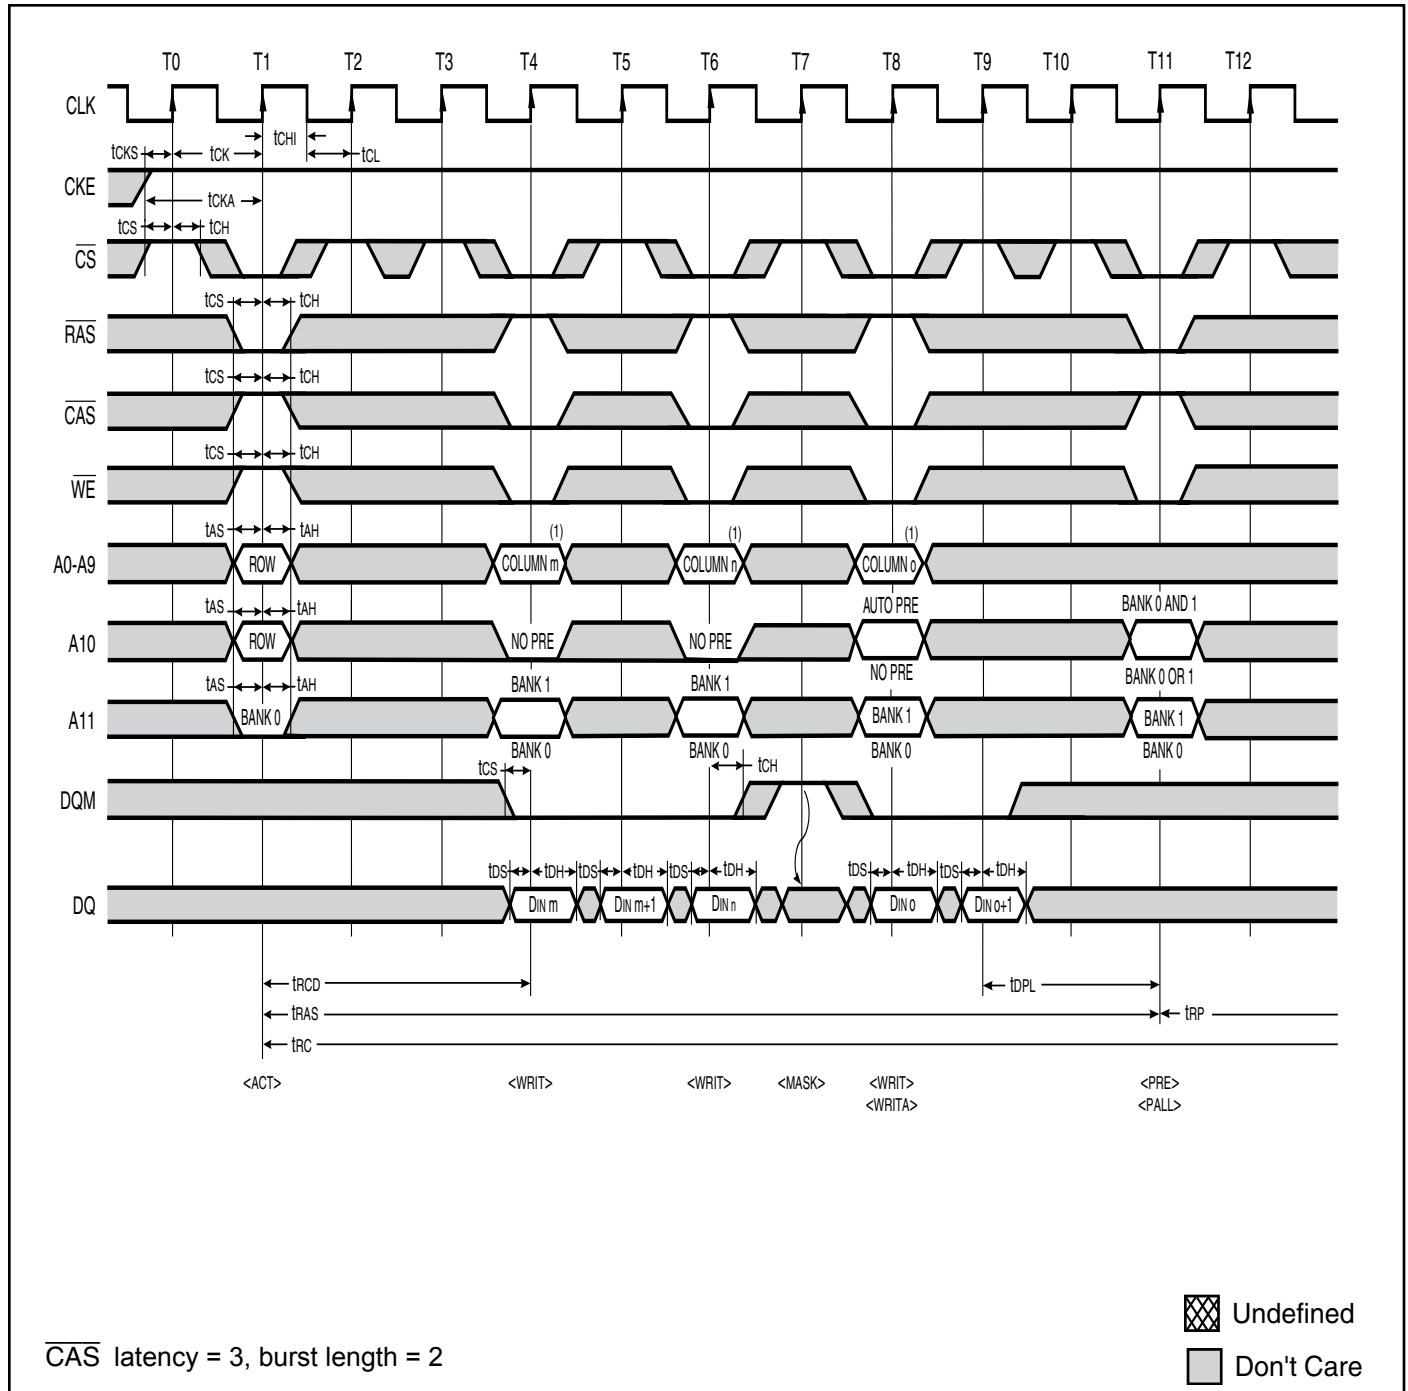 T0 T1 T2 T3 T4 T5 T6 T7 T8 T9 T10 T11 T12
CLK
tCHI
tCKS tCK tCL
CKE
tCKA
tCS tCH
CS
tCS tCH
RAS
tCS tCH
CAS
tCS tCH
WE
tAS tAH (1) (1) (1)
A0-A9 ROW COLUMN m COLUMN n COLUMN o
tAS tAH AUTO PRE BANK 0 AND 1
A10 ROW NO PRE NO PRE
NO PRE BANK 0 OR 1
tAS tAH BANK 1 BANK 1
A11 BANK 0 BANK 1 BANK 1
BANK 0 BANK 0 BANK 0 BANK 0
tCS tCH
DQM
tDS tDH tDS tDH tDS tDH tDS tDH tDS tDH
DQ DIN m DIN m+1 DIN n DIN o DIN o+1
tRCD tDPL
tRAS tRP
tRC
<ACT> <WRIT> <WRIT> <MASK> <WRIT> <PRE>
<WRITA> <PALL>
Undefined
CAS latency = 3, burst length = 2
Don't Care